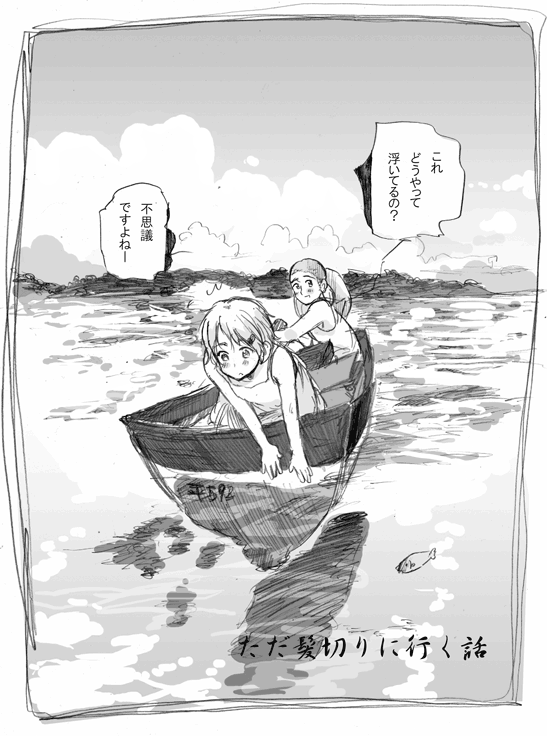 これ
どうやって
浮いてるの？
不思議
ですよねー
ただ髪切りに行く話